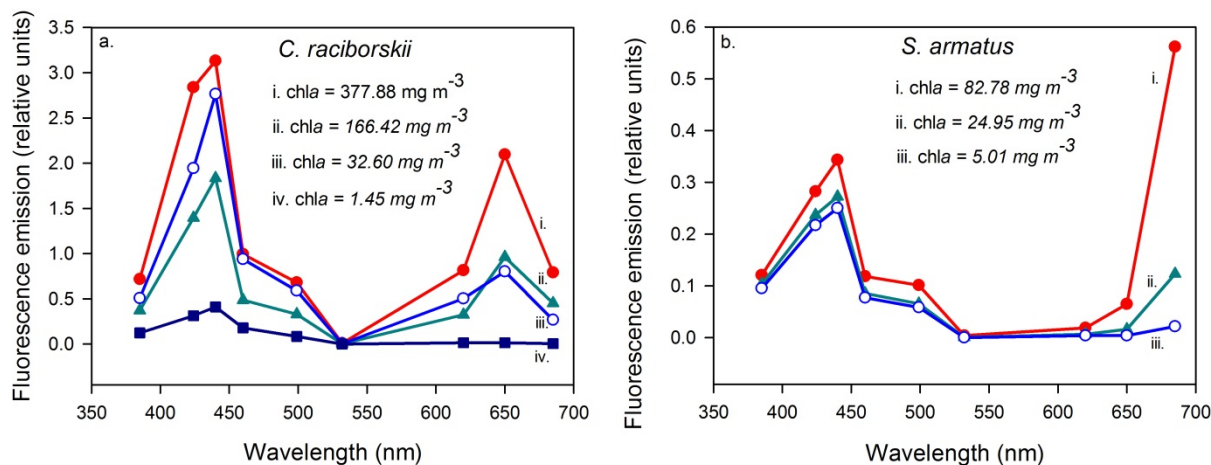 a.
C. raciborskii
i. chla = 377.88 mg m-3
ii. chla = 166.42 mg m-3
iii. chla = 32.60 mg m-3
iv. chla = 1.45 mg m-3
3.5
3.0
2.5
2.0
1.5
1.0
0.5
0.0
i.
ii.
iii.
iv.
350 400 450 500 550 600 650 700
Wavelength (nm)
Fluorescence emission (relative units)
b.
S. armatus
i. chla = 82.78 mg m-3
ii. chla = 24.95 mg m-3
iii. chla = 5.01 mg m-3
0.6
0.5
0.4
0.3
0.2
0.1
0.0
i.
ii.
iii.
350 400 450 500 550 600 650 700
Wavelength (nm)
Fluorescence emission (relative units)